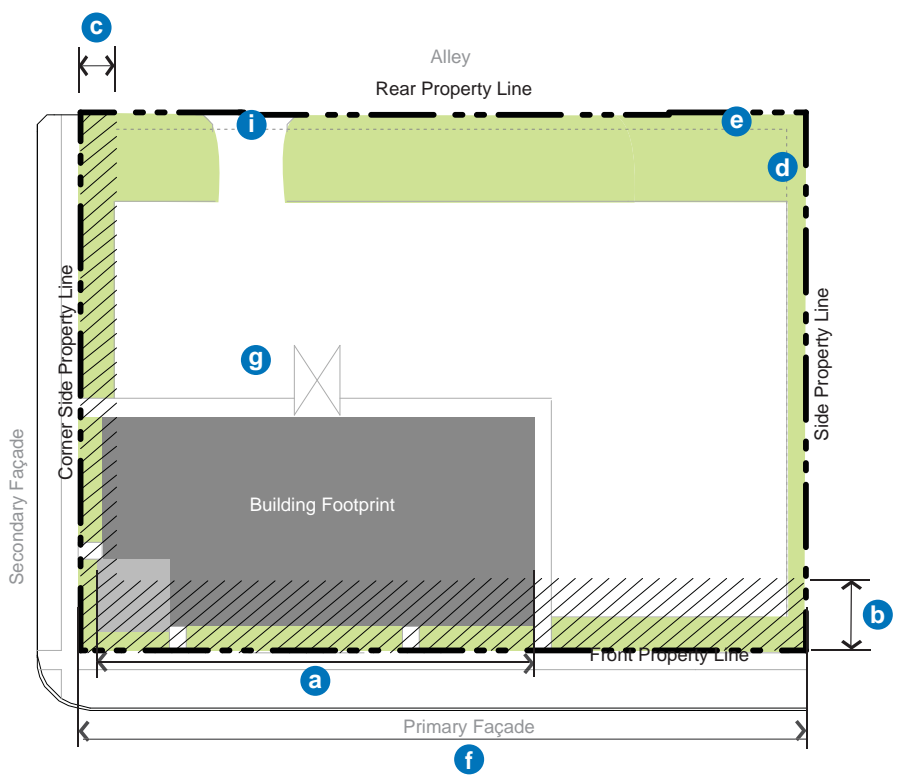 c
Alley
Rear Property Line
i
e
d
Corner Side Property Line
Side Property Line
g
Secondary Façade
Building Footprint
b
Front Property Line
a
Primary Façade
f